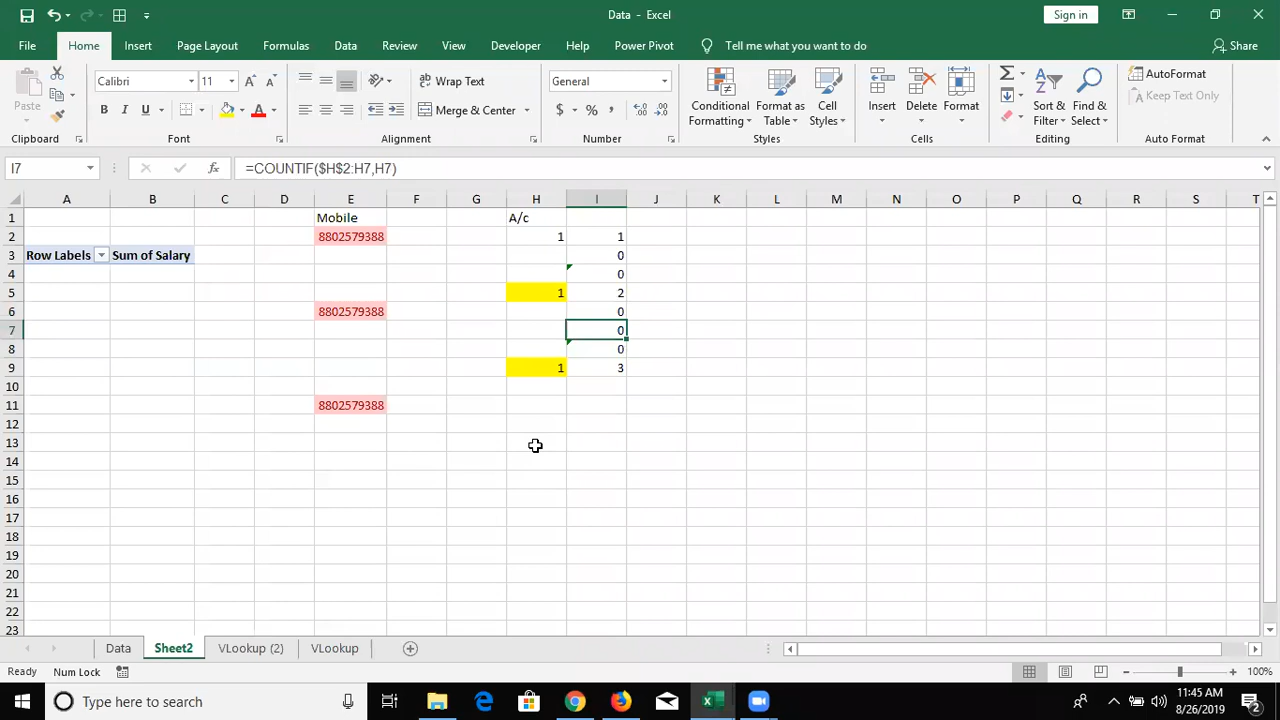 Data - Excel
Sign in
File Home Insert Page Layout Formulas Data Review View Developer Help Power Pivot Tell me what you want to do Share
Paste
Calibri 11
Wrap Text
General
Conditional Formatting
Format as Table
Cell Styles
Insert
Delete
Format
Sort & Filter
Find & Select
AutoFormat
Keep Text Only
B I U
Merge & Center
$ % ,
Clipboard Font Alignment Number Styles Cells Editing Auto Format
I7 fx =COUNTIF($H$2:H7,H7)
A B C D E F G H I J K L M N O P Q R S T
1 Mobile A/c
2 8802579388 1 1
3 Row Labels Sum of Salary 0
4 0
5 1 2
6 8802579388 0
7 0
8 0
9 1 3
10
11 8802579388
12
13
14
15
16
17
18
19
20
21
22
23
Data Sheet2 VLookup (2) VLookup
Ready Num Lock 100%
Type here to search
11:45 AM
8/26/2019
2